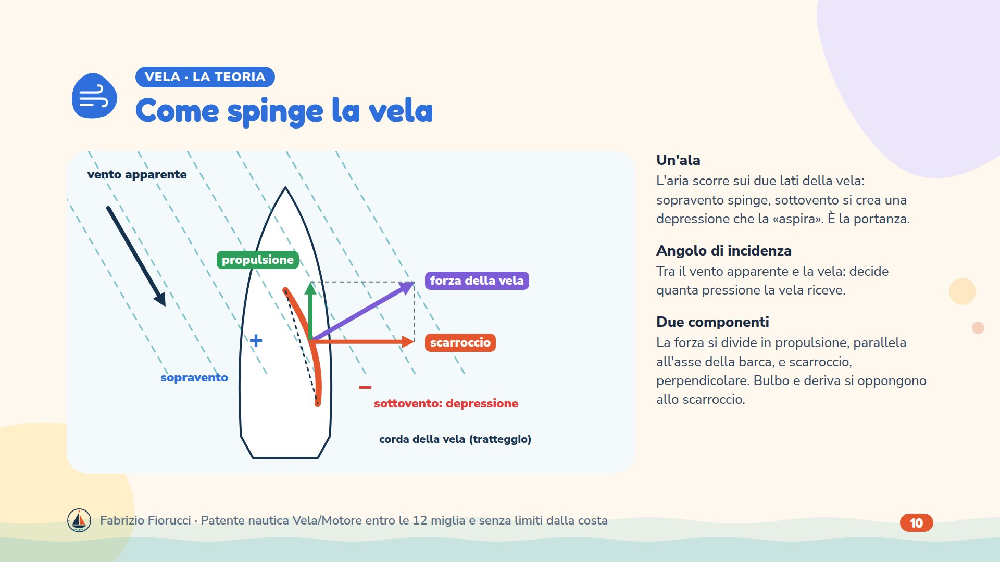 VELA · LA TEORIA
Come spinge la vela
vento apparente
propulsione
forza della vela
+
scarroccio
sopravento
–
sottovento: depressione
corda della vela (tratteggio)
Un'ala
L'aria scorre sui due lati della vela:
sopravento spinge, sottovento si crea una
depressione che la «aspira». È la portanza.
Angolo di incidenza
Tra il vento apparente e la vela: decide
quanta pressione la vela riceve.
Due componenti
La forza si divide in propulsione, parallela
all'asse della barca, e scarroccio,
perpendicolare. Bulbo e deriva si oppongono
allo scarroccio.
Fabrizio Fiorucci · Patente nautica Vela/Motore entro le 12 miglia e senza limiti dalla costa
10